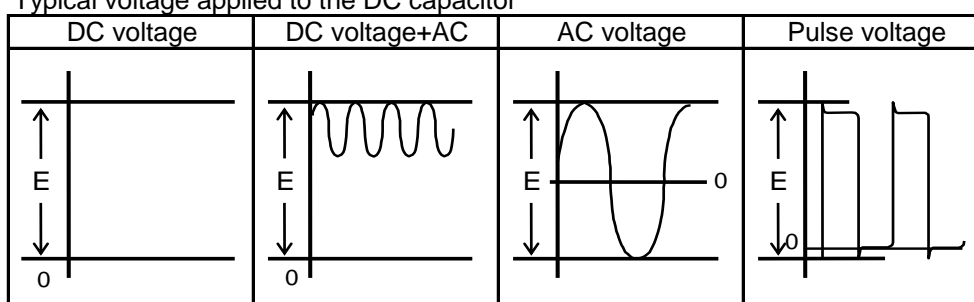 Typical voltage applied to the DC capacitor
DC voltage DC voltage+AC AC voltage Pulse voltage
E E E 0 E
0
0 0